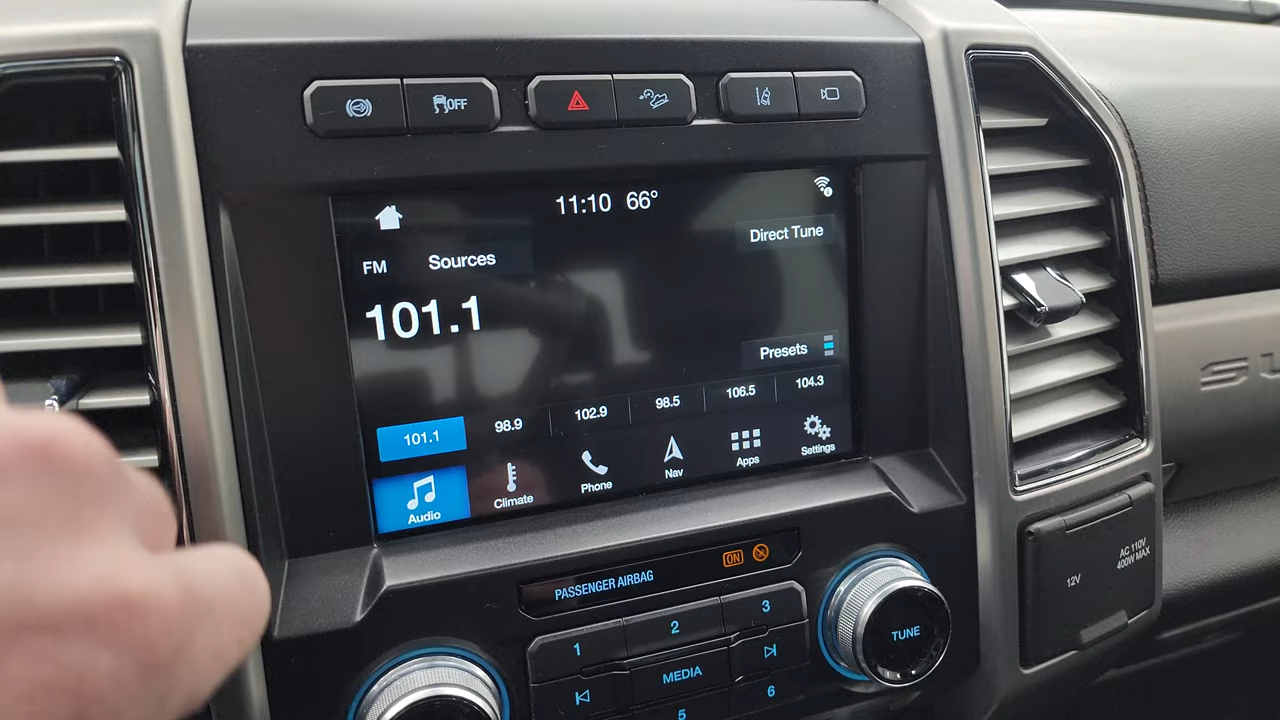 OFF
11:10 66°
Direct Tune
FM Sources
101.1
Presets
101.1 98.9 102.9 98.5 106.5 104.3
Audio Climate Phone Nav Apps Settings
PASSENGER AIRBAG ON
1 2 3
MEDIA
5 6
TUNE
12V
AC 110V
400W MAX